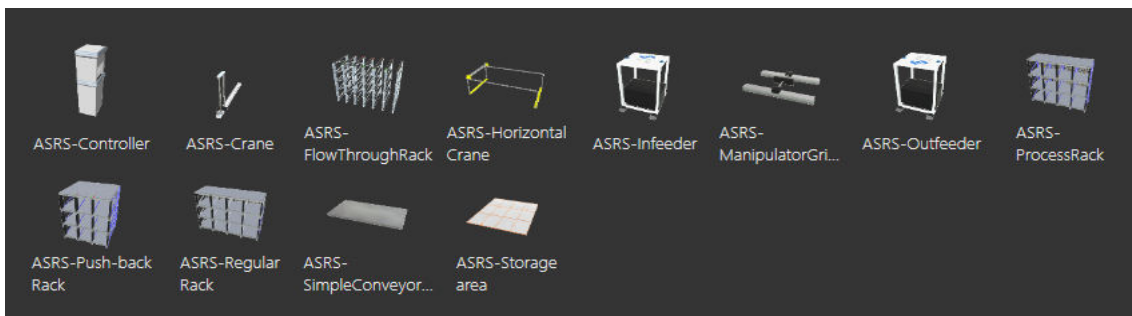 ASRS-Controller
ASRS-Crane
ASRS-
FlowThroughRack
ASRS-Horizontal
Crane
ASRS-Infeeder
ASRS-
ManipulatorGri...
ASRS-Outfeeder
ASRS-
ProcessRack
ASRS-Push-back
Rack
ASRS-Regular
Rack
ASRS-
SimpleConveyor...
ASRS-Storage
area